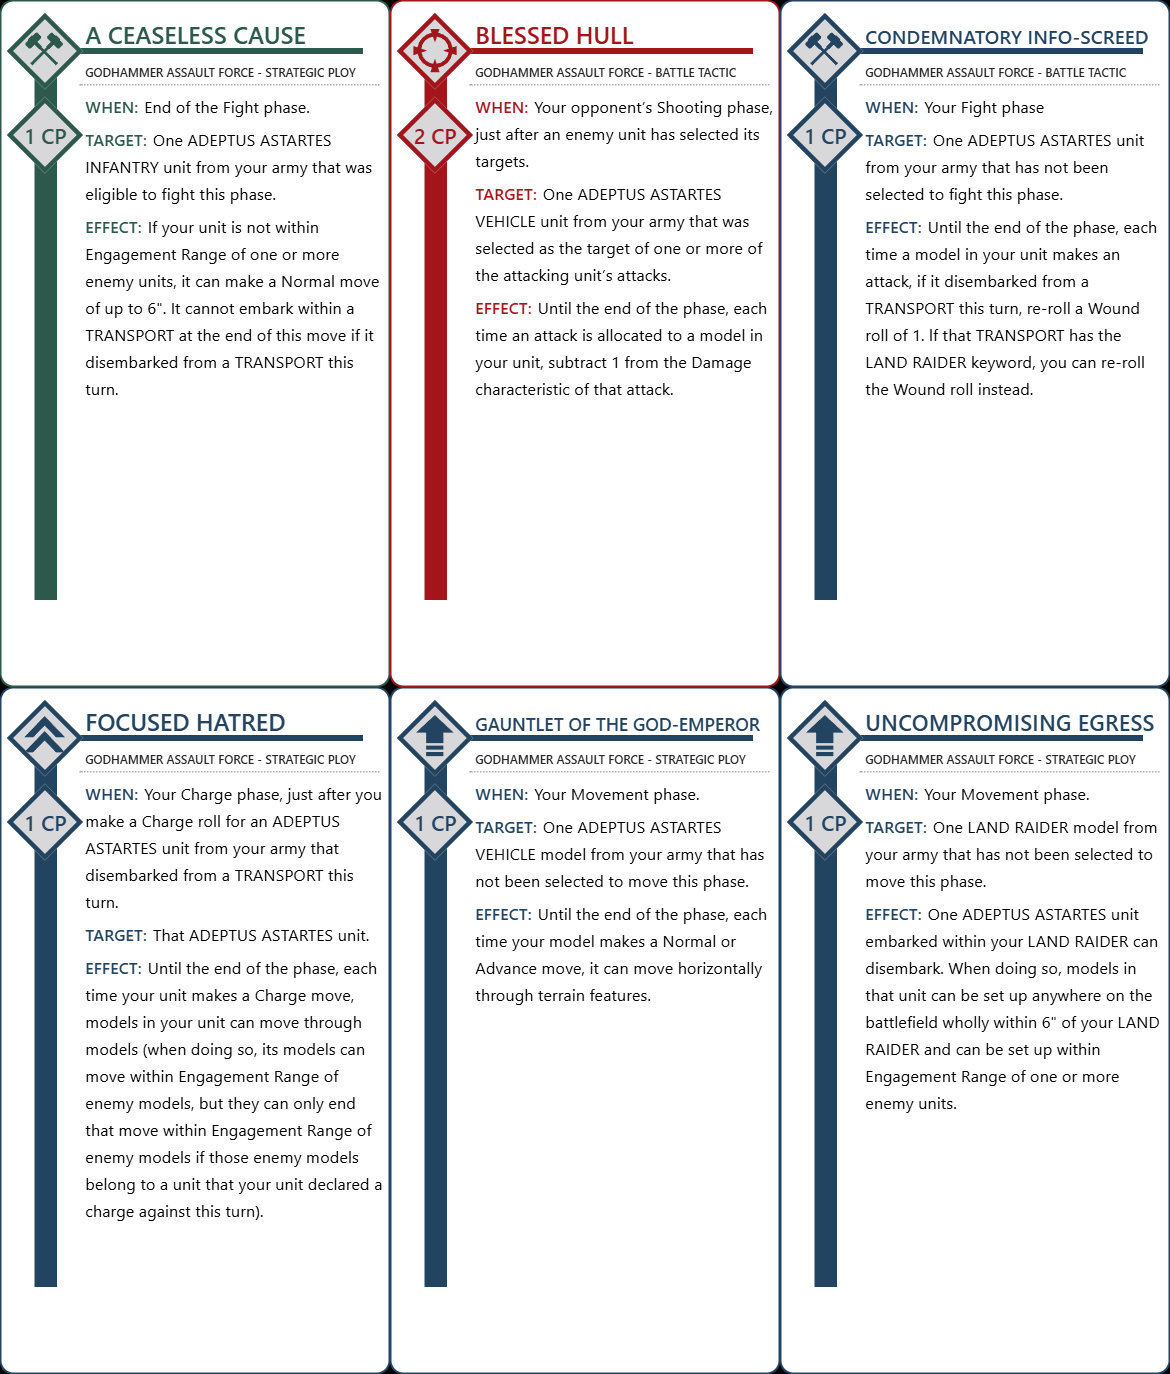 A CEASELESS CAUSE
GODHAMMER ASSAULT FORCE - STRATEGIC PLOY
1 CP
WHEN: End of the Fight phase.
TARGET: One ADEPTUS ASTARTES
INFANTRY unit from your army that was
eligible to fight this phase.
EFFECT: If your unit is not within
Engagement Range of one or more
enemy units, it can make a Normal move
of up to 6". It cannot embark within a
TRANSPORT at the end of this move if it
disembarked from a TRANSPORT this
turn.
BLESSED HULL
GODHAMMER ASSAULT FORCE - BATTLE TACTIC
2 CP
WHEN: Your opponent's Shooting phase,
just after an enemy unit has selected its
targets.
TARGET: One ADEPTUS ASTARTES
VEHICLE unit from your army that was
selected as the target of one or more of
the attacking unit's attacks.
EFFECT: Until the end of the phase, each
time an attack is allocated to a model in
your unit, subtract 1 from the Damage
characteristic of that attack.
CONDEMNATORY INFO-SCREED
GODHAMMER ASSAULT FORCE - BATTLE TACTIC
1 CP
WHEN: Your Fight phase
TARGET: One ADEPTUS ASTARTES unit
from your army that has not been
selected to fight this phase.
EFFECT: Until the end of the phase, each
time a model in your unit makes an
attack, if it disembarked from a
TRANSPORT this turn, re-roll a Wound
roll of 1. If that TRANSPORT has the
LAND RAIDER keyword, you can re-roll
the Wound roll instead.
FOCUSED HATRED
GODHAMMER ASSAULT FORCE - STRATEGIC PLOY
1 CP
WHEN: Your Charge phase, just after you
make a Charge roll for an ADEPTUS
ASTARTES unit from your army that
disembarked from a TRANSPORT this
turn.
TARGET: That ADEPTUS ASTARTES unit.
EFFECT: Until the end of the phase, each
time your unit makes a Charge move,
models in your unit can move through
models (when doing so, its models can
move within Engagement Range of
enemy models, but they can only end
that move within Engagement Range of
enemy models if those enemy models
belong to a unit that your unit declared a
charge against this turn).
GAUNTLET OF THE GOD-EMPEROR
GODHAMMER ASSAULT FORCE - STRATEGIC PLOY
1 CP
WHEN: Your Movement phase.
TARGET: One ADEPTUS ASTARTES
VEHICLE model from your army that has
not been selected to move this phase.
EFFECT: Until the end of the phase, each
time your model makes a Normal or
Advance move, it can move horizontally
through terrain features.
UNCOMPROMISING EGRESS
GODHAMMER ASSAULT FORCE - STRATEGIC PLOY
1 CP
WHEN: Your Movement phase.
TARGET: One LAND RAIDER model from
your army that has not been selected to
move this phase.
EFFECT: One ADEPTUS ASTARTES unit
embarked within your LAND RAIDER can
disembark. When doing so, models in
that unit can be set up anywhere on the
battlefield wholly within 6" of your LAND
RAIDER and can be set up within
Engagement Range of one or more
enemy units.